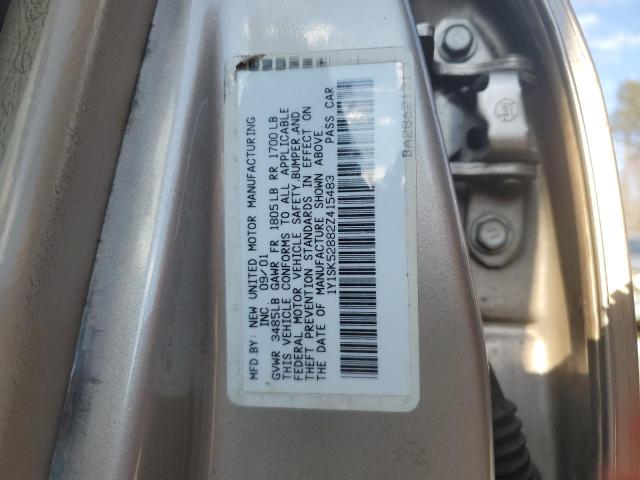 MFD.BY: NEW UNITED MOTOR MANUFACTURING
INC. 09/01
GVWR 3485LB GAWR FR 1805LB RR 1700LB
THIS VEHICLE CONFORMS TO ALL APPLICABLE
FEDERAL MOTOR VEHICLE SAFETY,BUMPER,AND
THEFT PREVENTION STANDARDS IN EFFECT ON
THE DATE OF MANUFACTURE SHOWN ABOVE
1Y1SK52882Z415483 PASS CAR